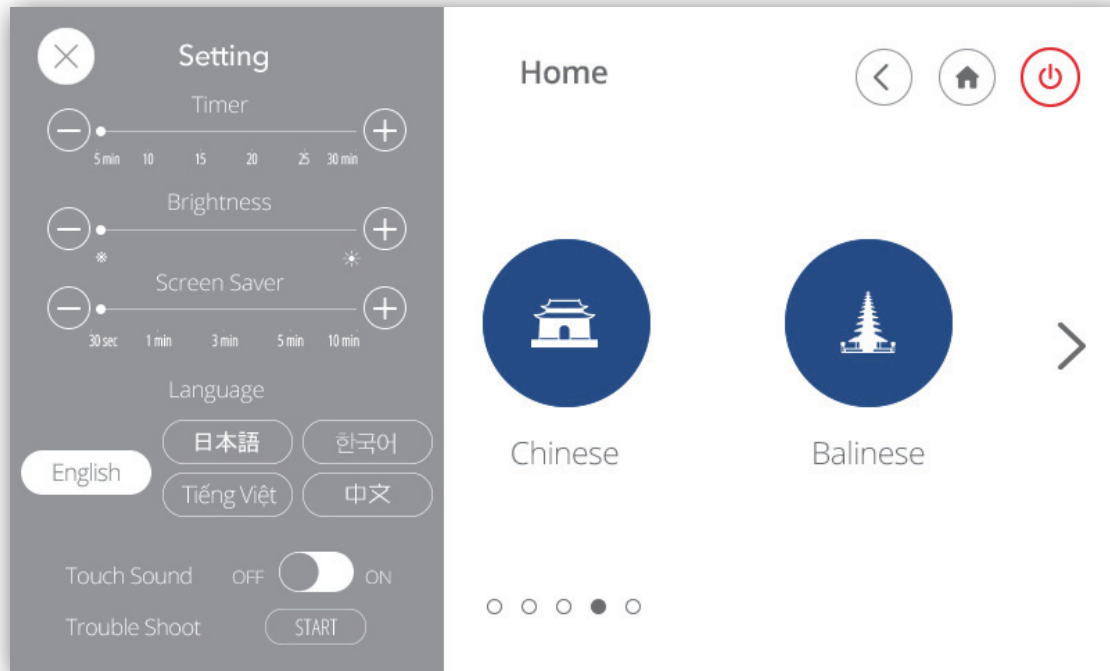 Setting
Timer
5 min 10 15 20 25 30 min
Brightness
Screen Saver
30 sec 1 min 3 min 5 min 10 min
Language
English
日本語 한국어
Tiếng Việt 中文
Touch Sound OFF ON
Trouble Shoot START
Home
Chinese Balinese